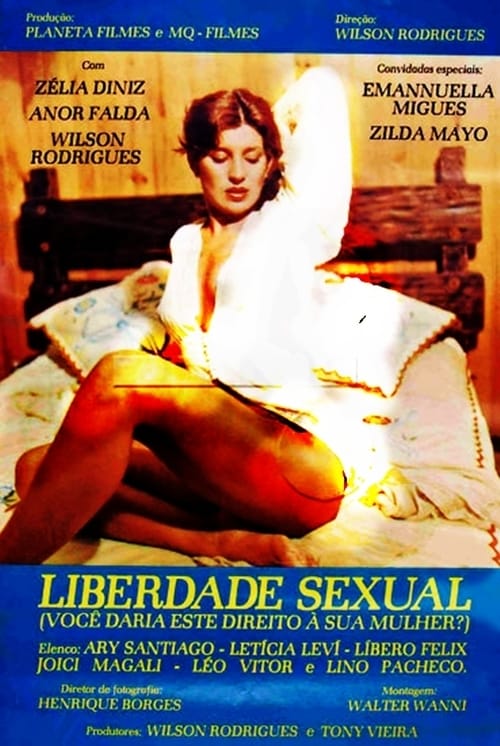 Produção:
PLANETA FILMES e MQ - FILMES
Direção:
WILSON RODRIGUES
Com
ZÉLIA DINIZ
ANOR FALDA
WILSON
RODRIGUES
Convidadas especiais:
EMANNUELLA
MIGUES
ZILDA MAYO
LIBERDADE SEXUAL
(VOCÊ DARIA ESTE DIREITO À SUA MULHER?)
Elenco: ARY SANTIAGO - LETÍCIA LEVÍ - LÍBERO FELIX
JOICI MAGALI - LÉO VITOR e LINO PACHECO.
Diretor de fotografia:
HENRIQUE BORGES
Montagem:
WALTER WANNI
Produtores: WILSON RODRIGUES e TONY VIEIRA